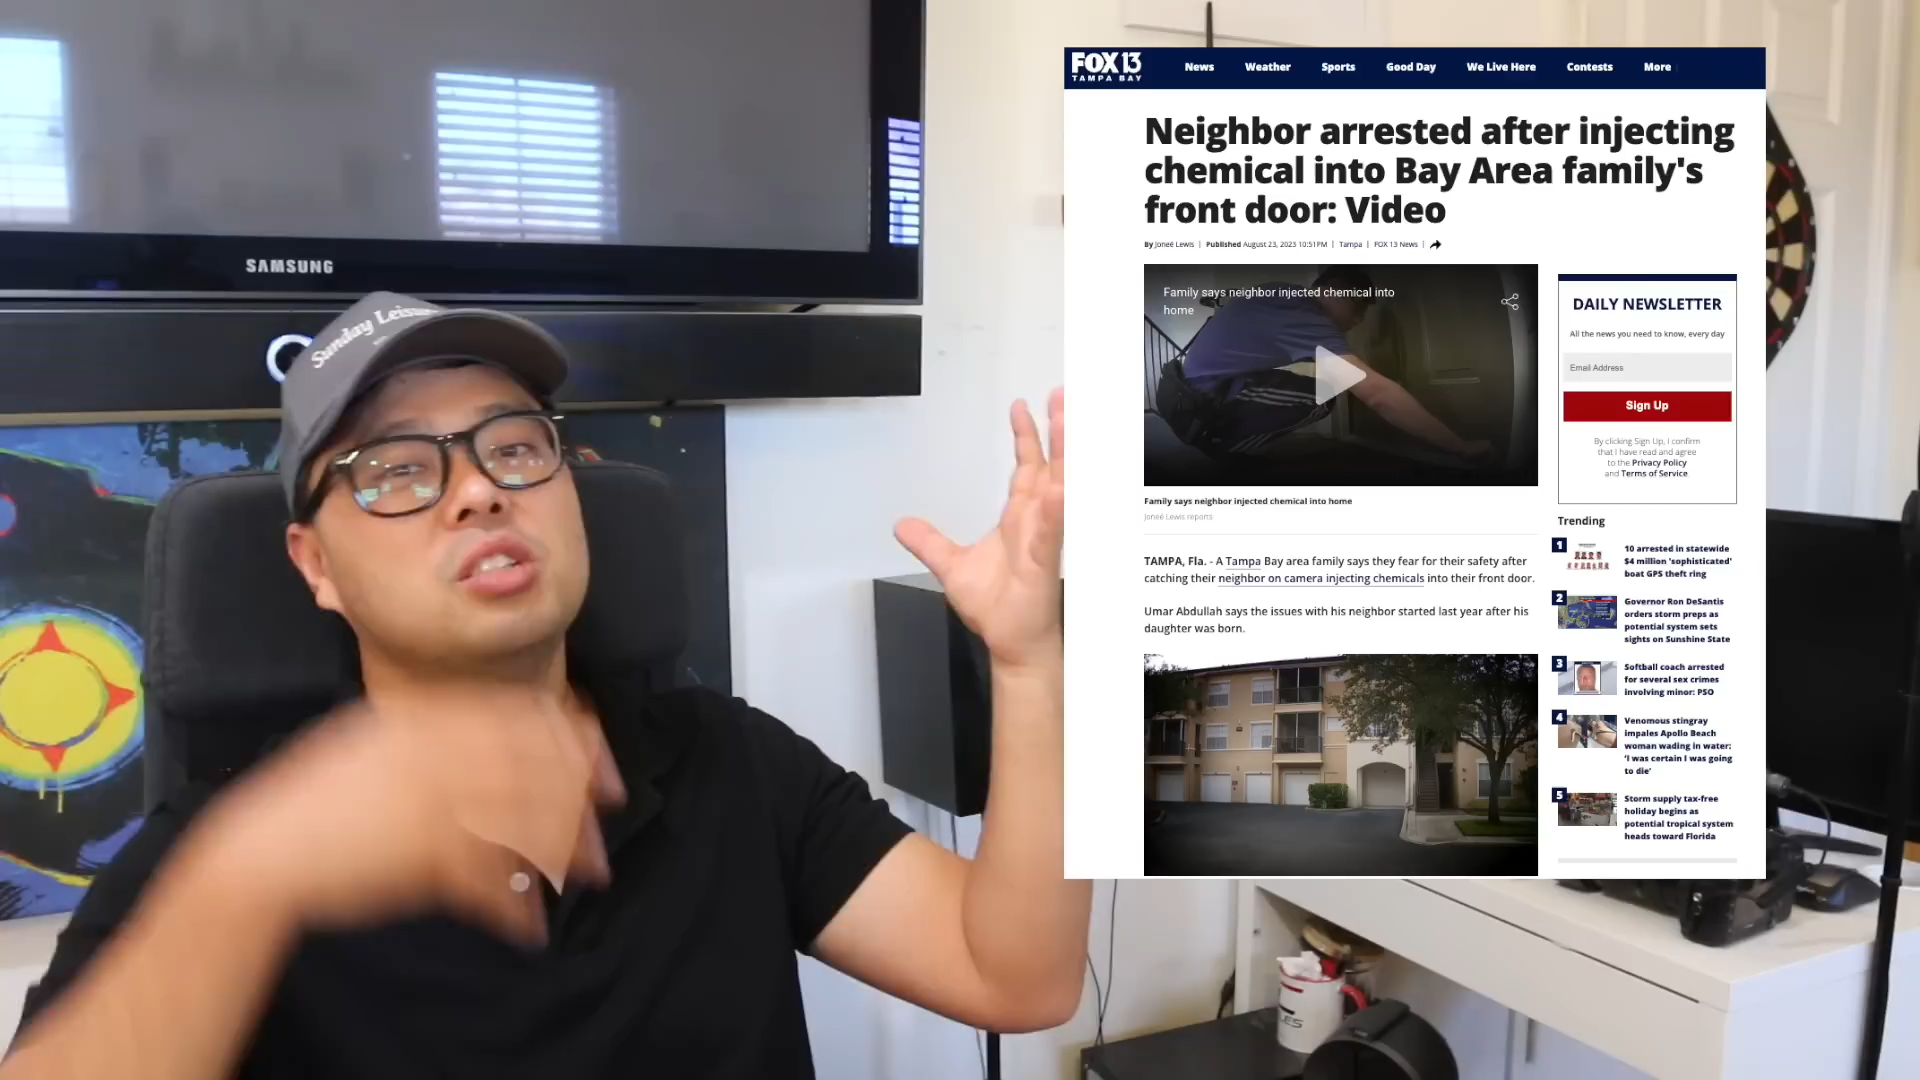 SAMSUNG
Sunday Leisure
FOX 13
TAMPA BAY
News Weather Sports Good Day We Live Here Contests More
Neighbor arrested after injecting
chemical into Bay Area family's
front door: Video
By Joneé Lewis | Published August 23, 2023 10:51PM | Tampa | FOX 13 News |
Family says neighbor injected chemical into
home
Family says neighbor injected chemical into home
Joneé Lewis reports
TAMPA, Fla. - A Tampa Bay area family says they fear for their safety after
catching their neighbor on camera injecting chemicals into their front door.
Umar Abdullah says the issues with his neighbor started last year after his
daughter was born.
DAILY NEWSLETTER
All the news you need to know, every day
Email Address
Sign Up
By clicking Sign Up, I confirm
that I have read and agree
to the Privacy Policy
and Terms of Service.
Trending
1
10 arrested in statewide
$4 million 'sophisticated'
boat GPS theft ring
2
Governor Ron DeSantis
orders storm preps as
potential system sets
sights on Sunshine State
3
Softball coach arrested
for several sex crimes
involving minor: PSO
4
Venomous stingray
impales Apollo Beach
woman wading in water:
'I was certain I was going
to die'
5
Storm supply tax-free
holiday begins as
potential tropical system
heads toward Florida